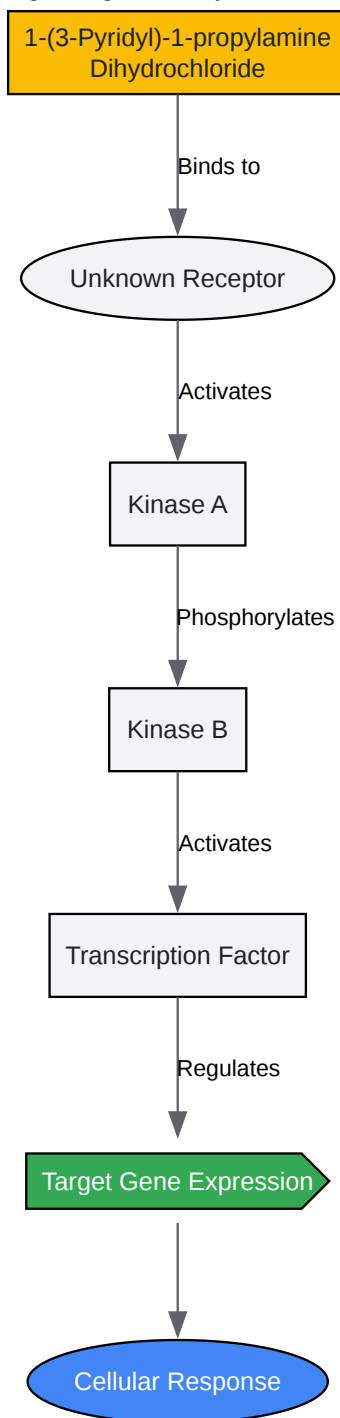 1-(3-Pyridyl)-1-propylamine
Dihydrochloride
Binds to
Unknown Receptor
Activates
Kinase A
Phosphorylates
Kinase B
Activates
Transcription Factor
Regulates
Target Gene Expression
Cellular Response